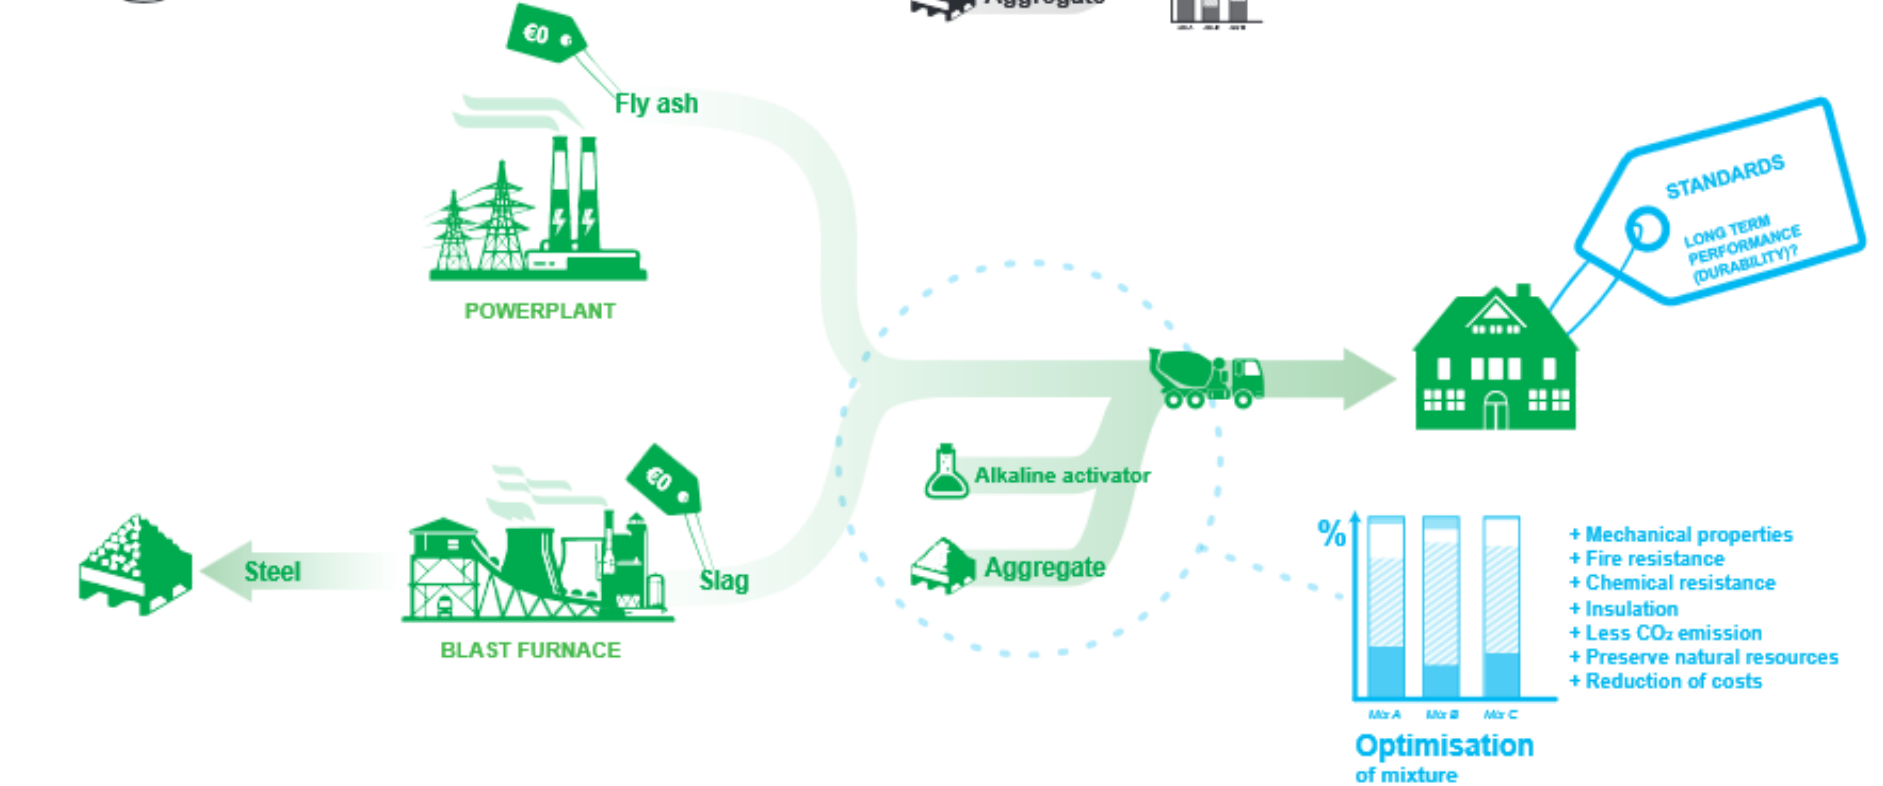 Aggregate
€0
Fly ash
POWERPLANT
STANDARDS
LONG TERM
PERFORMANCE
(DURABILITY)?
Alkaline activator
€0
Steel
Slag
Aggregate
BLAST FURNACE
%
+ Mechanical properties
+ Fire resistance
+ Chemical resistance
+ Insulation
+ Less CO₂ emission
+ Preserve natural resources
+ Reduction of costs
Mix A Mix B Mix C
Optimisation
of mixture